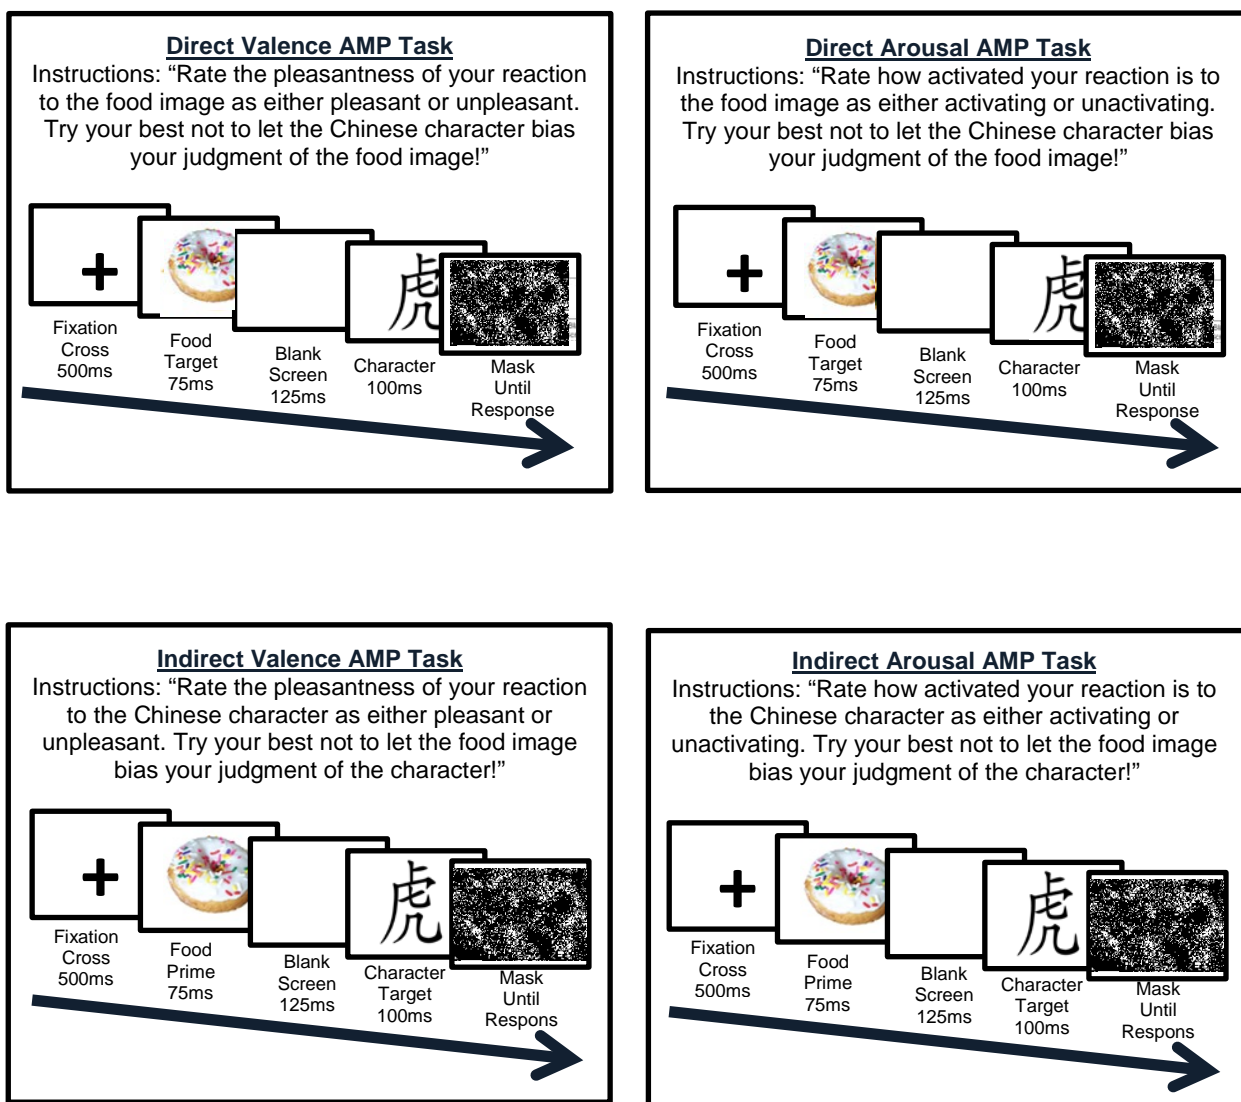 Direct Valence AMP Task
Instructions: “Rate the pleasantness of your reaction
to the food image as either pleasant or unpleasant.
Try your best not to let the Chinese character bias
your judgment of the food image!”
+
虎
Fixation
Cross
500ms
Food
Target
75ms
Blank
Screen
125ms
Character
100ms
Mask
Until
Response
Direct Arousal AMP Task
Instructions: “Rate how activated your reaction is to
the food image as either activating or unactivating.
Try your best not to let the Chinese character bias
your judgment of the food image!”
+
虎
Fixation
Cross
500ms
Food
Target
75ms
Blank
Screen
125ms
Character
100ms
Mask
Until
Response
Indirect Valence AMP Task
Instructions: “Rate the pleasantness of your reaction
to the Chinese character as either pleasant or
unpleasant. Try your best not to let the food image
bias your judgment of the character!”
+
虎
Fixation
Cross
500ms
Food
Prime
75ms
Blank
Screen
125ms
Character
Target
100ms
Mask
Until
Respons
Indirect Arousal AMP Task
Instructions: “Rate how activated your reaction is to
the Chinese character as either activating or
unactivating. Try your best not to let the food image
bias your judgment of the character!”
+
虎
Fixation
Cross
500ms
Food
Prime
75ms
Blank
Screen
125ms
Character
Target
100ms
Mask
Until
Respons